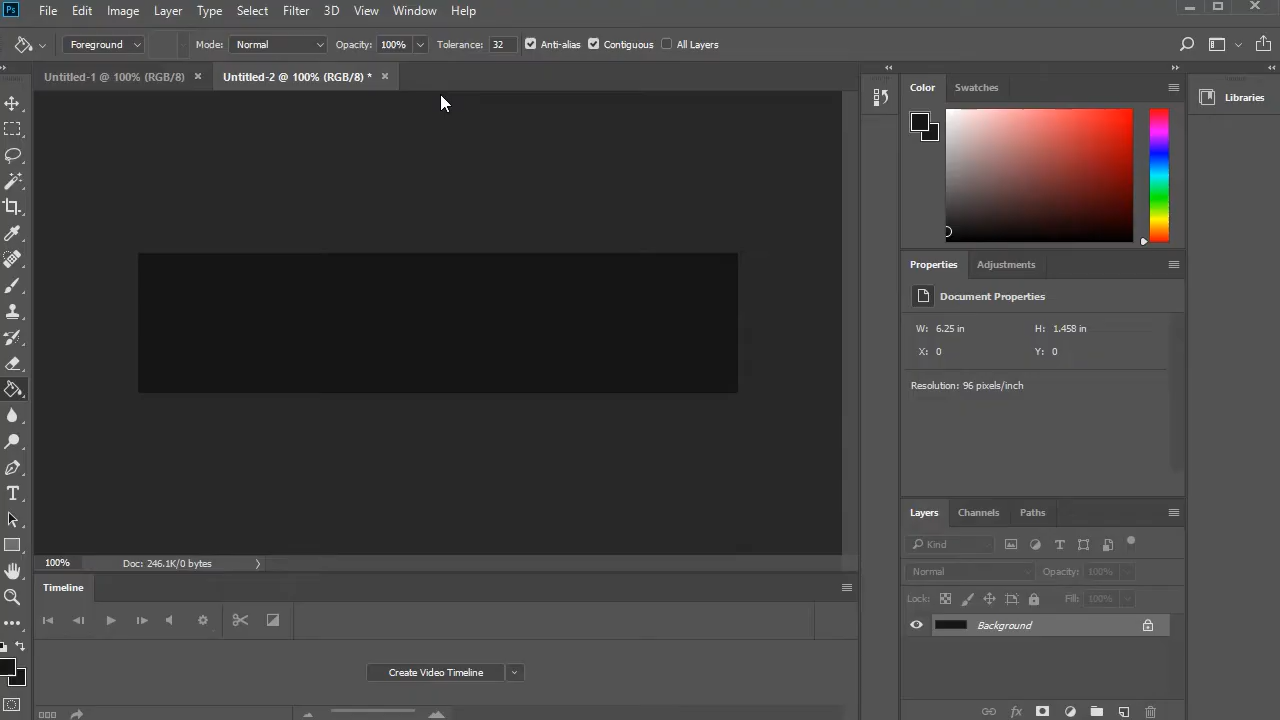 Ps File Edit Image Layer Type Select Filter 3D View Window Help
Foreground Mode: Normal Opacity: 100% Tolerance: 32 Anti-alias Contiguous All Layers
Untitled-1 @ 100% (RGB/8) × Untitled-2 @ 100% (RGB/8) * ×
Color Swatches
Libraries
Properties Adjustments
Document Properties
W: 6.25 in H: 1.458 in
X: 0 Y: 0
Resolution: 96 pixels/inch
Layers Channels Paths
Kind
Normal Opacity: 100%
Lock: Fill: 100%
Background
fx
100% Doc: 246.1K/0 bytes
Timeline
Create Video Timeline